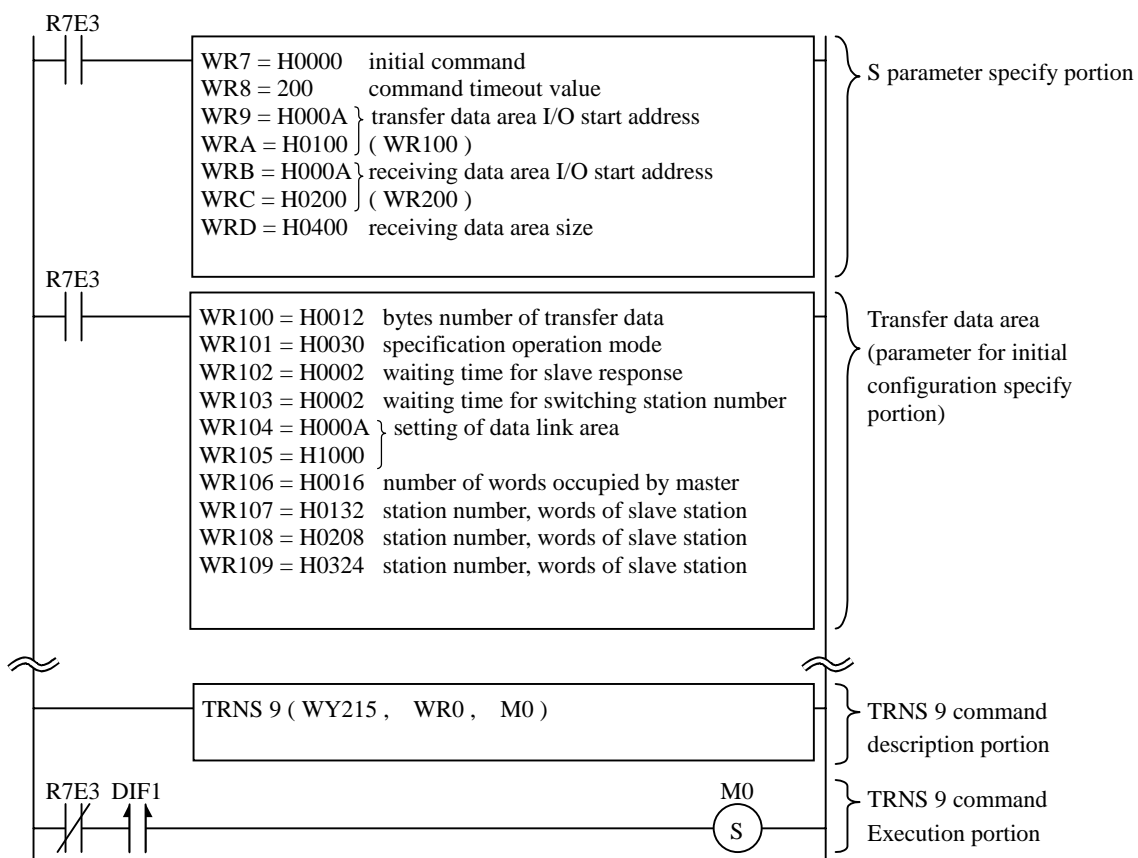 R7E3
WR7 = H0000 initial command
WR8 = 200 command timeout value
WR9 = H000A transfer data area I/O start address
WRA = H0100 ( WR100 )
WRB = H000A receiving data area I/O start address
WRC = H0200 ( WR200 )
WRD = H0400 receiving data area size
S parameter specify portion
R7E3
WR100 = H0012 bytes number of transfer data
WR101 = H0030 specification operation mode
WR102 = H0002 waiting time for slave response
WR103 = H0002 waiting time for switching station number
WR104 = H000A setting of data link area
WR105 = H1000
WR106 = H0016 number of words occupied by master
WR107 = H0132 station number, words of slave station
WR108 = H0208 station number, words of slave station
WR109 = H0324 station number, words of slave station
Transfer data area
(parameter for initial
configuration specify
portion)
TRNS 9 ( WY215 , WR0 , M0 )
TRNS 9 command
description portion
R7E3 DIF1 M0
S
TRNS 9 command
Execution portion